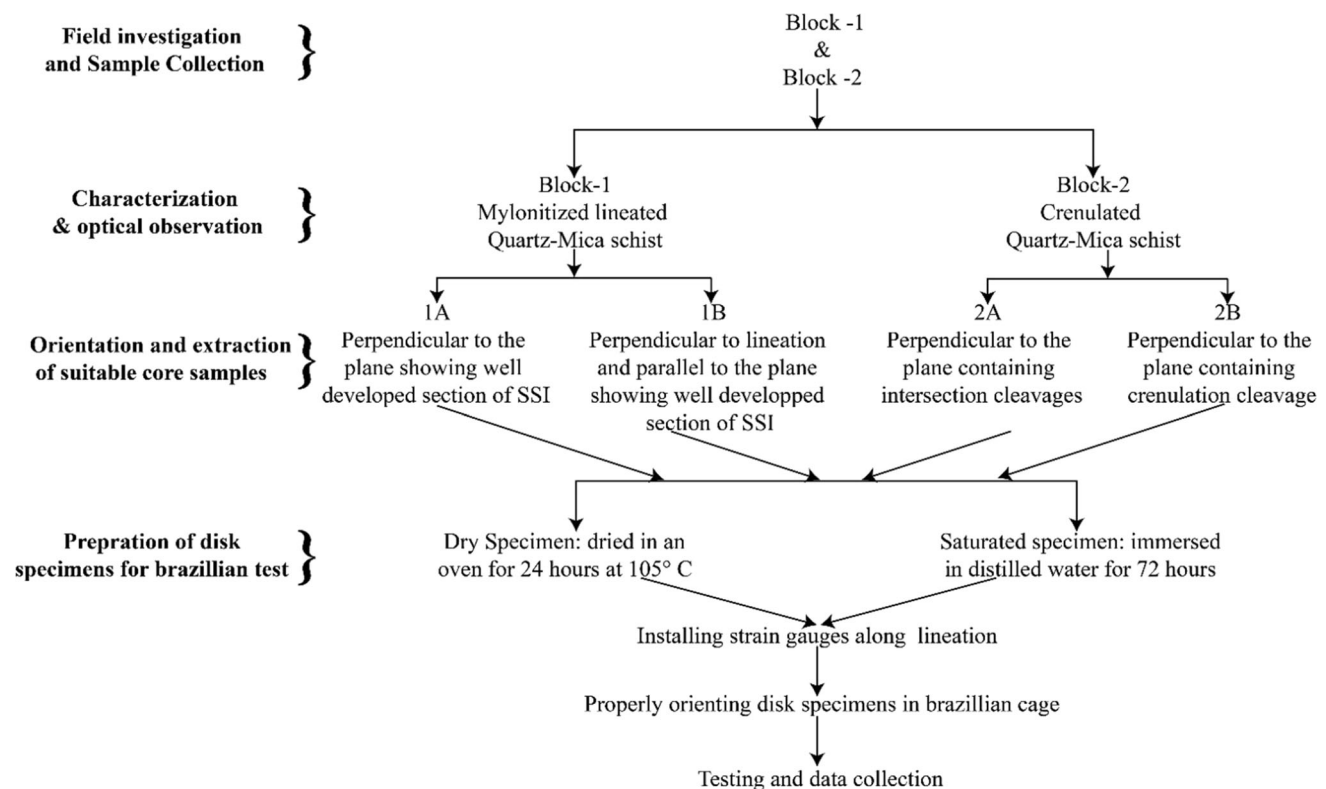 Field investigation
and Sample Collection
Block -1
&
Block -2
Characterization
& optical observation
Block-1
Mylonitized lineated
Quartz-Mica schist
Block-2
Crenulated
Quartz-Mica schist
Orientation and extraction
of suitable core samples
1A
Perpendicular to the
plane showing well
developed section of SSI
1B
Perpendicular to lineation
and parallel to the plane
showing well developped
section of SSI
2A
Perpendicular to the
plane containing
intersection cleavages
2B
Perpendicular to the
plane containing
crenulation cleavage
Prepration of disk
specimens for brazillian test
Dry Specimen: dried in an
oven for 24 hours at 105° C
Saturated specimen: immersed
in distilled water for 72 hours
Installing strain gauges along lineation
Properly orienting disk specimens in brazillian cage
Testing and data collection